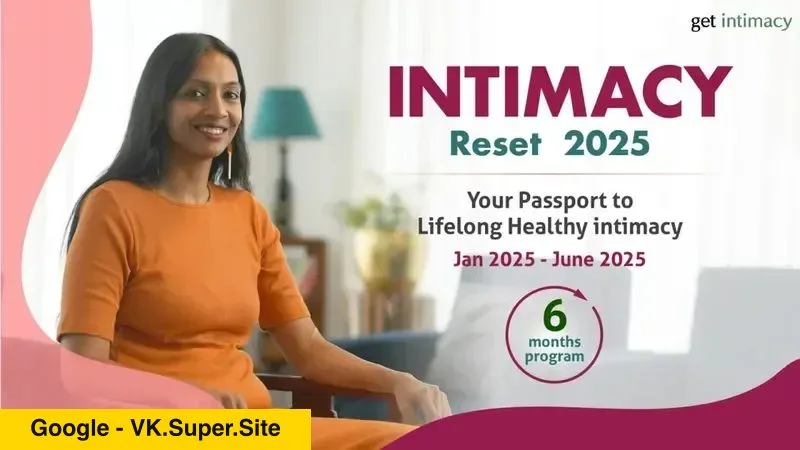 get intimacy
INTIMACY
Reset 2025
Your Passport to
Lifelong Healthy intimacy
Jan 2025 - June 2025
6
months
program
Google - VK.Super.Site